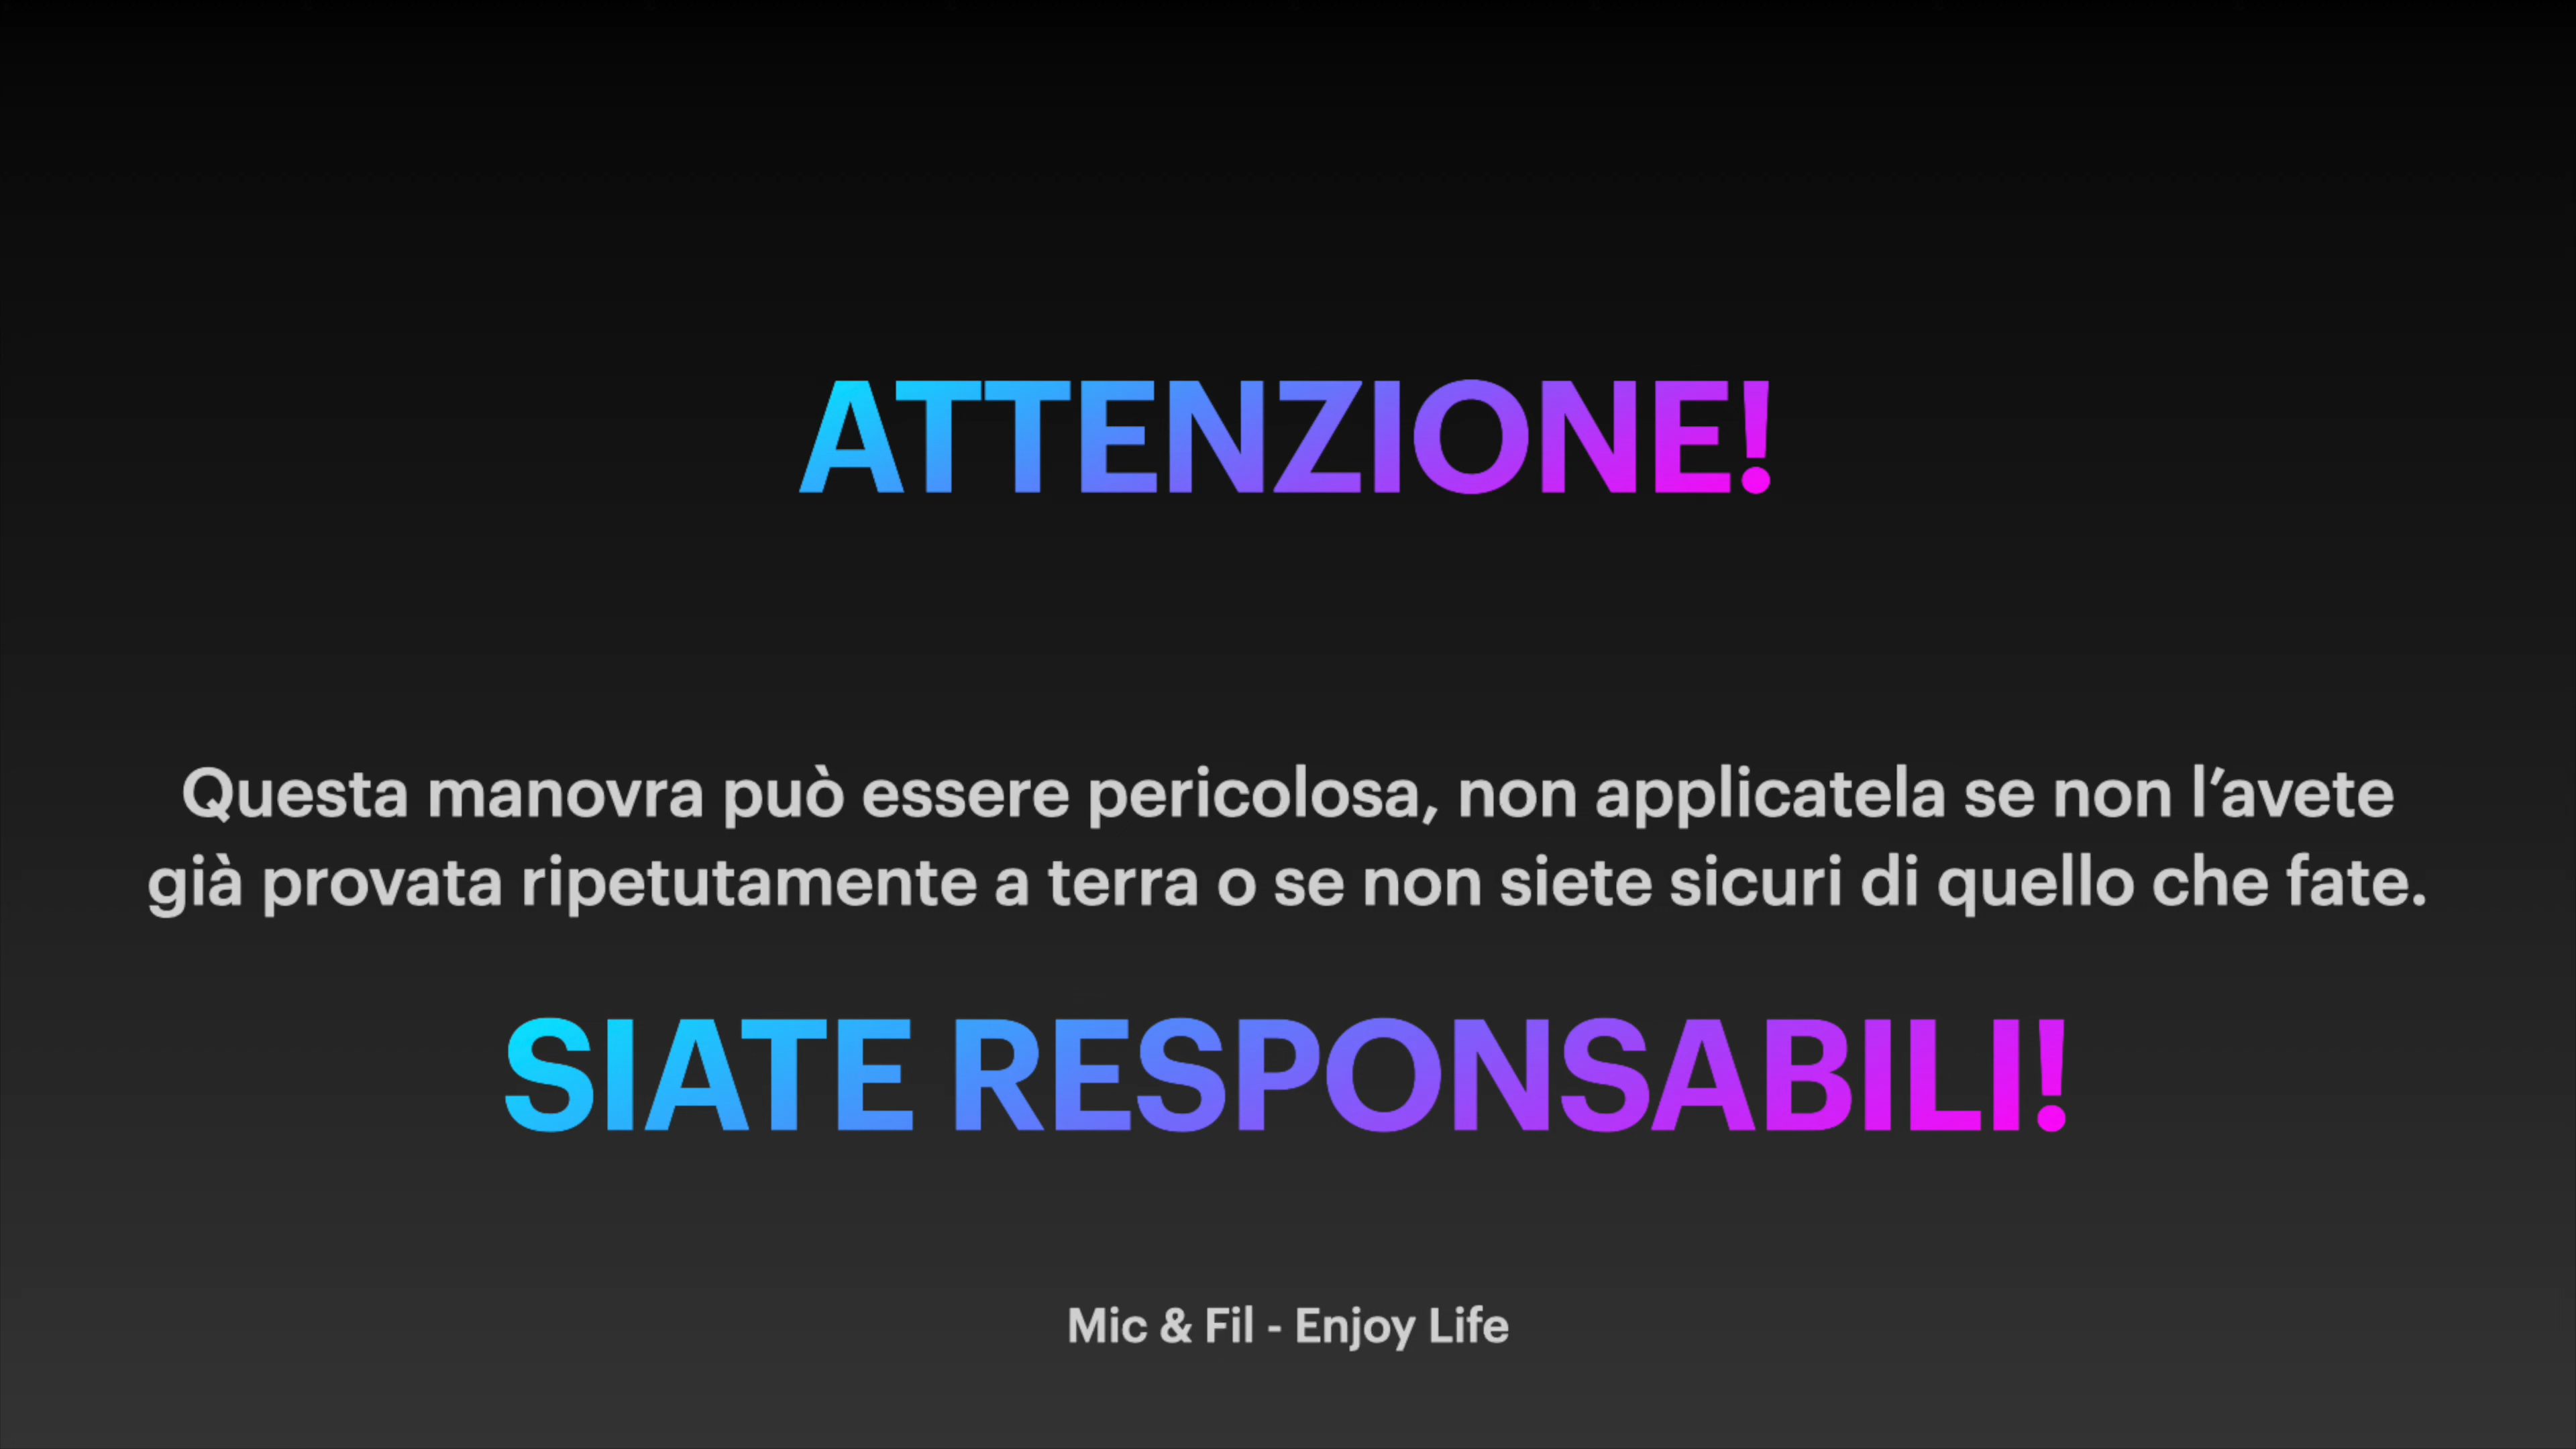 ATTENZIONE!
Questa manovra può essere pericolosa, non applicatela se non l’avete
già provata ripetutamente a terra o se non siete sicuri di quello che fate.
SIATE RESPONSABILI!
Mic & Fil - Enjoy Life